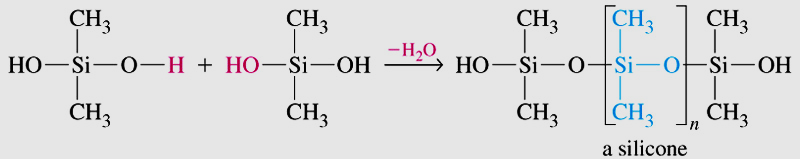 CH₃ CH₃ CH₃ CH₃ CH₃
HO—Si—O—H + HO—Si—OH −H₂O HO—Si—O—Si—O—Si—OH
CH₃ CH₃ CH₃ CH₃ CH₃
n
a silicone